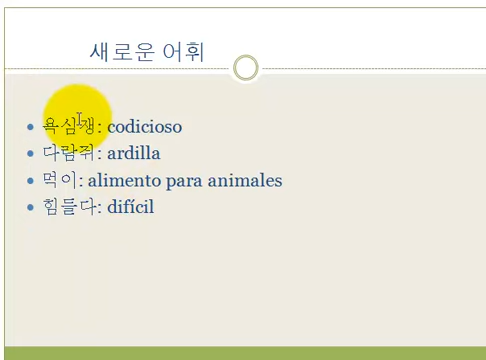 새로운 어휘
욕심쟁: codicioso
다람쥐: ardilla
먹이: alimento para animales
힘들다: difícil